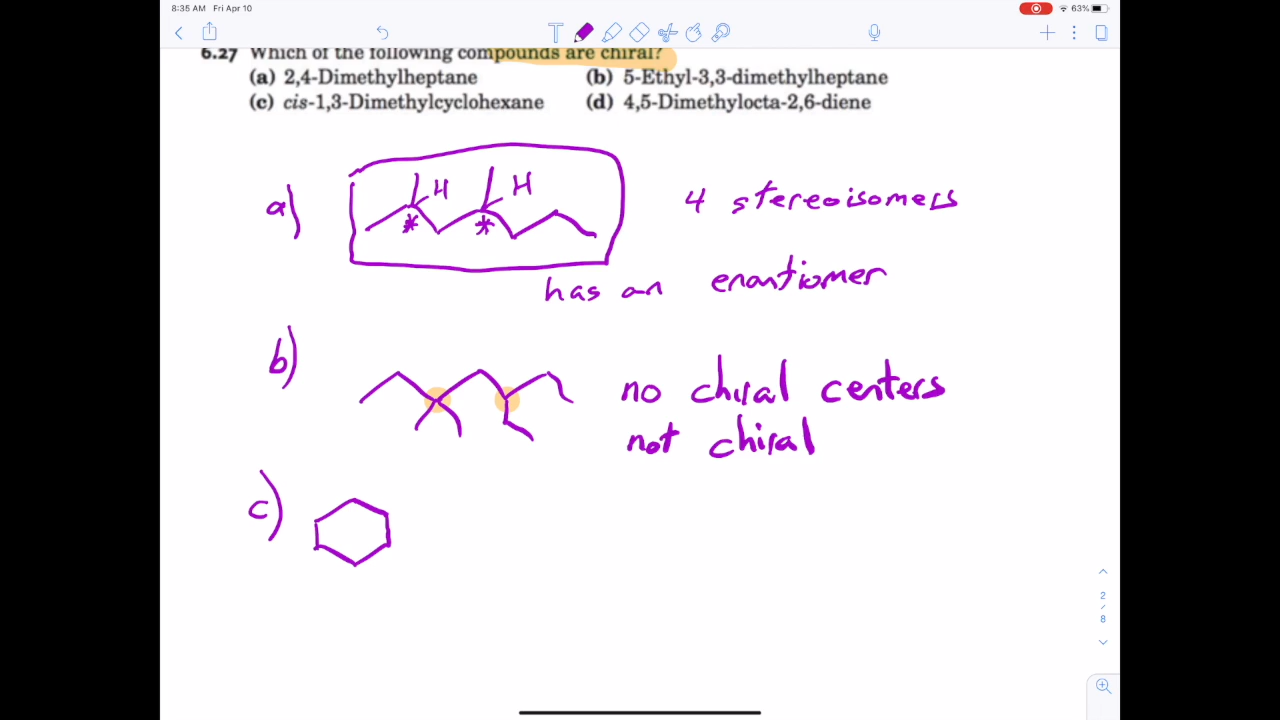 8:35 AM Fri Apr 10
63%
6.27 Which of the following compounds are chiral?
(a) 2,4-Dimethylheptane (b) 5-Ethyl-3,3-dimethylheptane
(c) cis-1,3-Dimethylcyclohexane (d) 4,5-Dimethylocta-2,6-diene
a) H H 4 stereoisomers
* *
has an enantiomer
b) no chiral centers
not chiral
c)
2
/
8